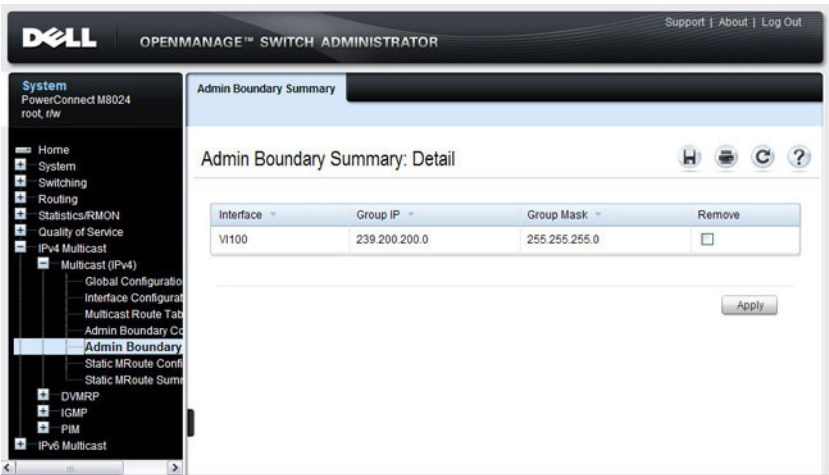 Support | About | Log Out
DELL
OPENMANAGE™ SWITCH ADMINISTRATOR
System
PowerConnect M8024
root, r/w
Home
System
Switching
Routing
Statistics/RMON
Quality of Service
IPv4 Multicast
Multicast (IPv4)
Global Configuratio
Interface Configurat
Multicast Route Tab
Admin Boundary Co
Admin Boundary
Static MRoute Confi
Static MRoute Summ
DVMRP
IGMP
PIM
IPv6 Multicast
Admin Boundary Summary
Admin Boundary Summary: Detail
?
Interface Group IP Group Mask Remove
Vl100 239.200.200.0 255.255.255.0
Apply